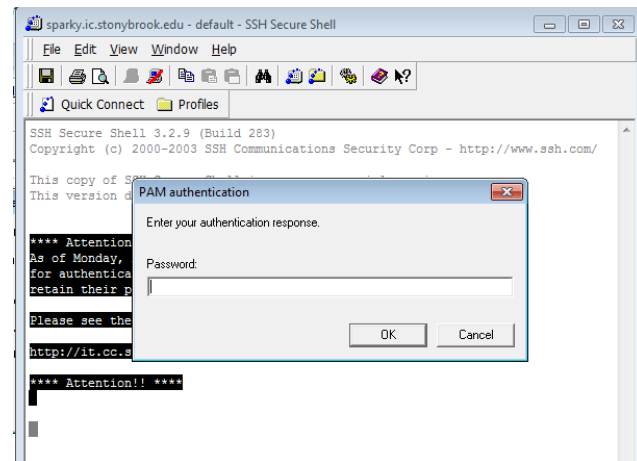 sparky.ic.stonybrook.edu - default - SSH Secure Shell
File Edit View Window Help
Quick Connect Profiles
SSH Secure Shell 3.2.9 (Build 283)
Copyright (c) 2000-2003 SSH Communications Security Corp - http://www.ssh.com/
This copy of
This version
PAM authentication
Enter your authentication response.
Password:
OK Cancel
**** Attention
As of Monday,
for
retain their
Please see the
http://it.cc.s
**** Attention!! ****